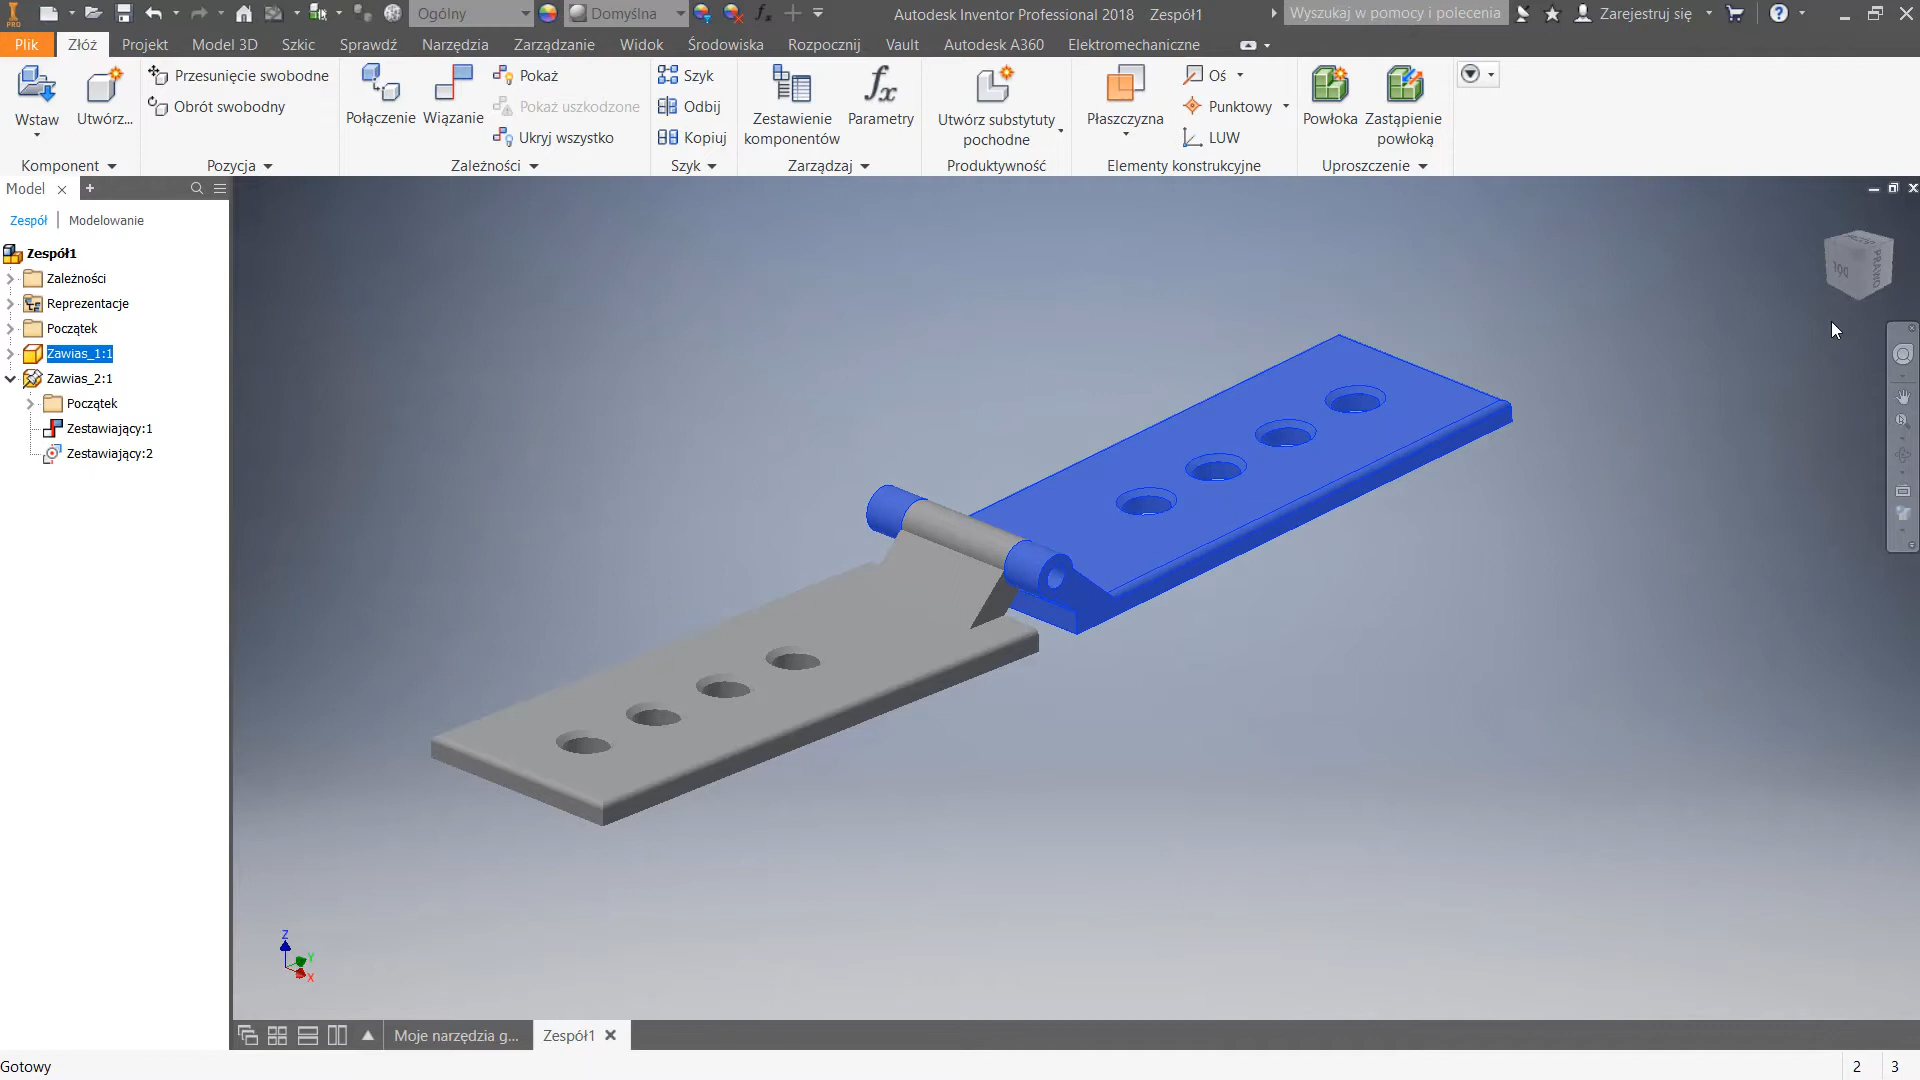 PRO
Ogólny
Domyślna
Autodesk Inventor Professional 2018 Zespół1
Wyszukaj w pomocy i polecenia
Zarejestruj się
Plik
Złóż
Projekt
Model 3D
Szkic
Sprawdź
Narzędzia
Zarządzanie
Widok
Środowiska
Rozpocznij
Vault
Autodesk A360
Elektromechaniczne
Wstaw
Utwórz...
Przesunięcie swobodne
Obrót swobodny
Połączenie
Wiązanie
Pokaż
Pokaż uszkodzone
Ukryj wszystko
Szyk
Odbij
Kopiuj
Zestawienie
komponentów
fx
Parametry
Utwórz substytuty
pochodne
Płaszczyzna
Oś
Punktowy
LUW
Powłoka
Zastąpienie
powłoką
Komponent
Pozycja
Zależności
Szyk
Zarządzaj
Produktywność
Elementy konstrukcyjne
Uproszczenie
Model
Zespół
Modelowanie
Zespół1
Zależności
Reprezentacje
Początek
Zawias_1:1
Zawias_2:1
Początek
Zestawiający:1
Zestawiający:2
PRAWO
Z
Y
X
Moje narzędzia g...
Zespół1
Gotowy
2
3